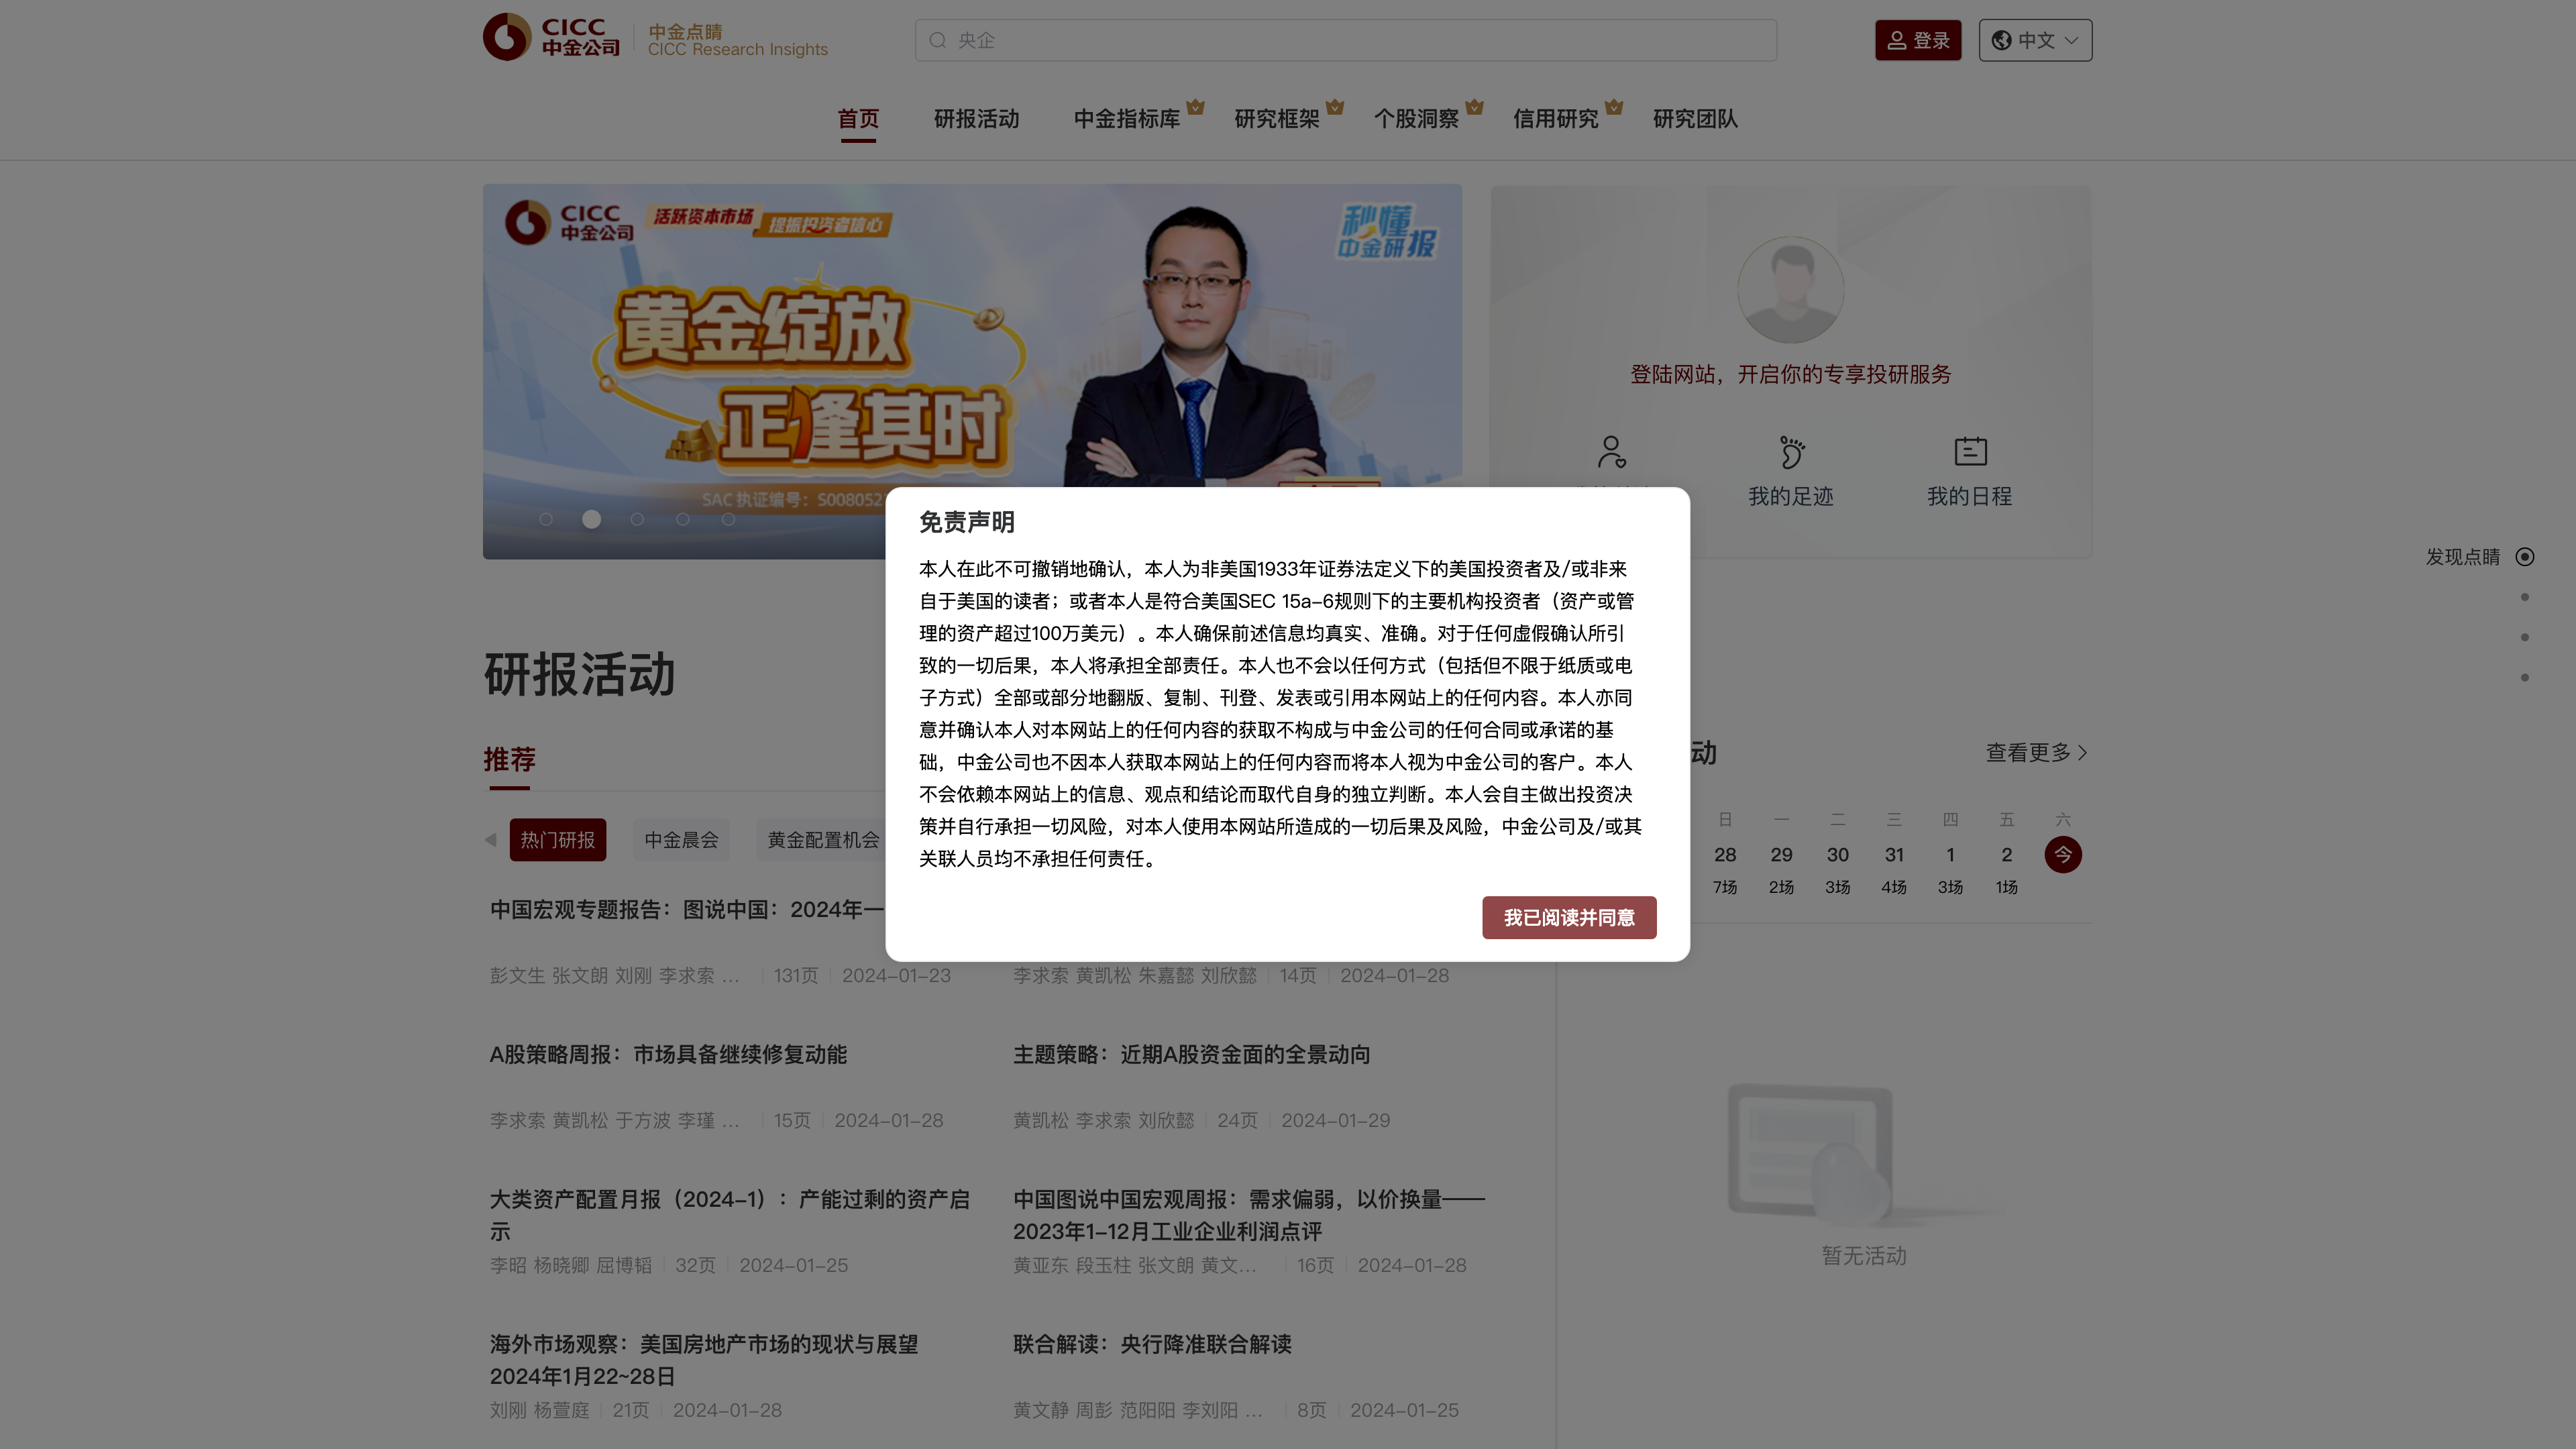 CICC
中金公司
中金点睛
CICC Research Insights
央企
登录
中文
首页
研报活动
中金指标库
研究框架
个股洞察
信用研究
研究团队
CICC
中金公司
活跃资本市场
提振投资者信心
秒懂
中金研报
黄金绽放
正逢其时
SAC 执证编号：S008052
登陆网站，开启你的专享投研服务
我的足迹
我的日程
发现点睛
免责声明
本人在此不可撤销地确认，本人为非美国1933年证券法定义下的美国投资者及/或非来
自于美国的读者；或者本人是符合美国SEC 15a-6规则下的主要机构投资者（资产或管
理的资产超过100万美元）。本人确保前述信息均真实、准确。对于任何虚假确认所引
致的一切后果，本人将承担全部责任。本人也不会以任何方式（包括但不限于纸质或电
子方式）全部或部分地翻版、复制、刊登、发表或引用本网站上的任何内容。本人亦同
意并确认本人对本网站上的任何内容的获取不构成与中金公司的任何合同或承诺的基
础，中金公司也不因本人获取本网站上的任何内容而将本人视为中金公司的客户。本人
不会依赖本网站上的信息、观点和结论而取代自身的独立判断。本人会自主做出投资决
策并自行承担一切风险，对本人使用本网站所造成的一切后果及风险，中金公司及/或其
关联人员均不承担任何责任。
我已阅读并同意
研报活动
推荐
热门研报
中金晨会
黄金配置机会
动
查看更多
日 一 二 三 四 五 六
28 29 30 31 1 2 今
7场 2场 3场 4场 3场 1场
中国宏观专题报告：图说中国：2024年一
彭文生 张文朗 刘刚 李求索 ... 131页 2024-01-23
李求索 黄凯松 朱嘉懿 刘欣懿 14页 2024-01-28
A股策略周报：市场具备继续修复动能
李求索 黄凯松 于方波 李瑾 ... 15页 2024-01-28
主题策略：近期A股资金面的全景动向
黄凯松 李求索 刘欣懿 24页 2024-01-29
大类资产配置月报（2024-1）：产能过剩的资产启
示
李昭 杨晓卿 屈博韬 32页 2024-01-25
中国图说中国宏观周报：需求偏弱，以价换量——
2023年1-12月工业企业利润点评
黄亚东 段玉柱 张文朗 黄文... 16页 2024-01-28
海外市场观察：美国房地产市场的现状与展望
2024年1月22~28日
刘刚 杨萱庭 21页 2024-01-28
联合解读：央行降准联合解读
黄文静 周彭 范阳阳 李刘阳 ... 8页 2024-01-25
暂无活动